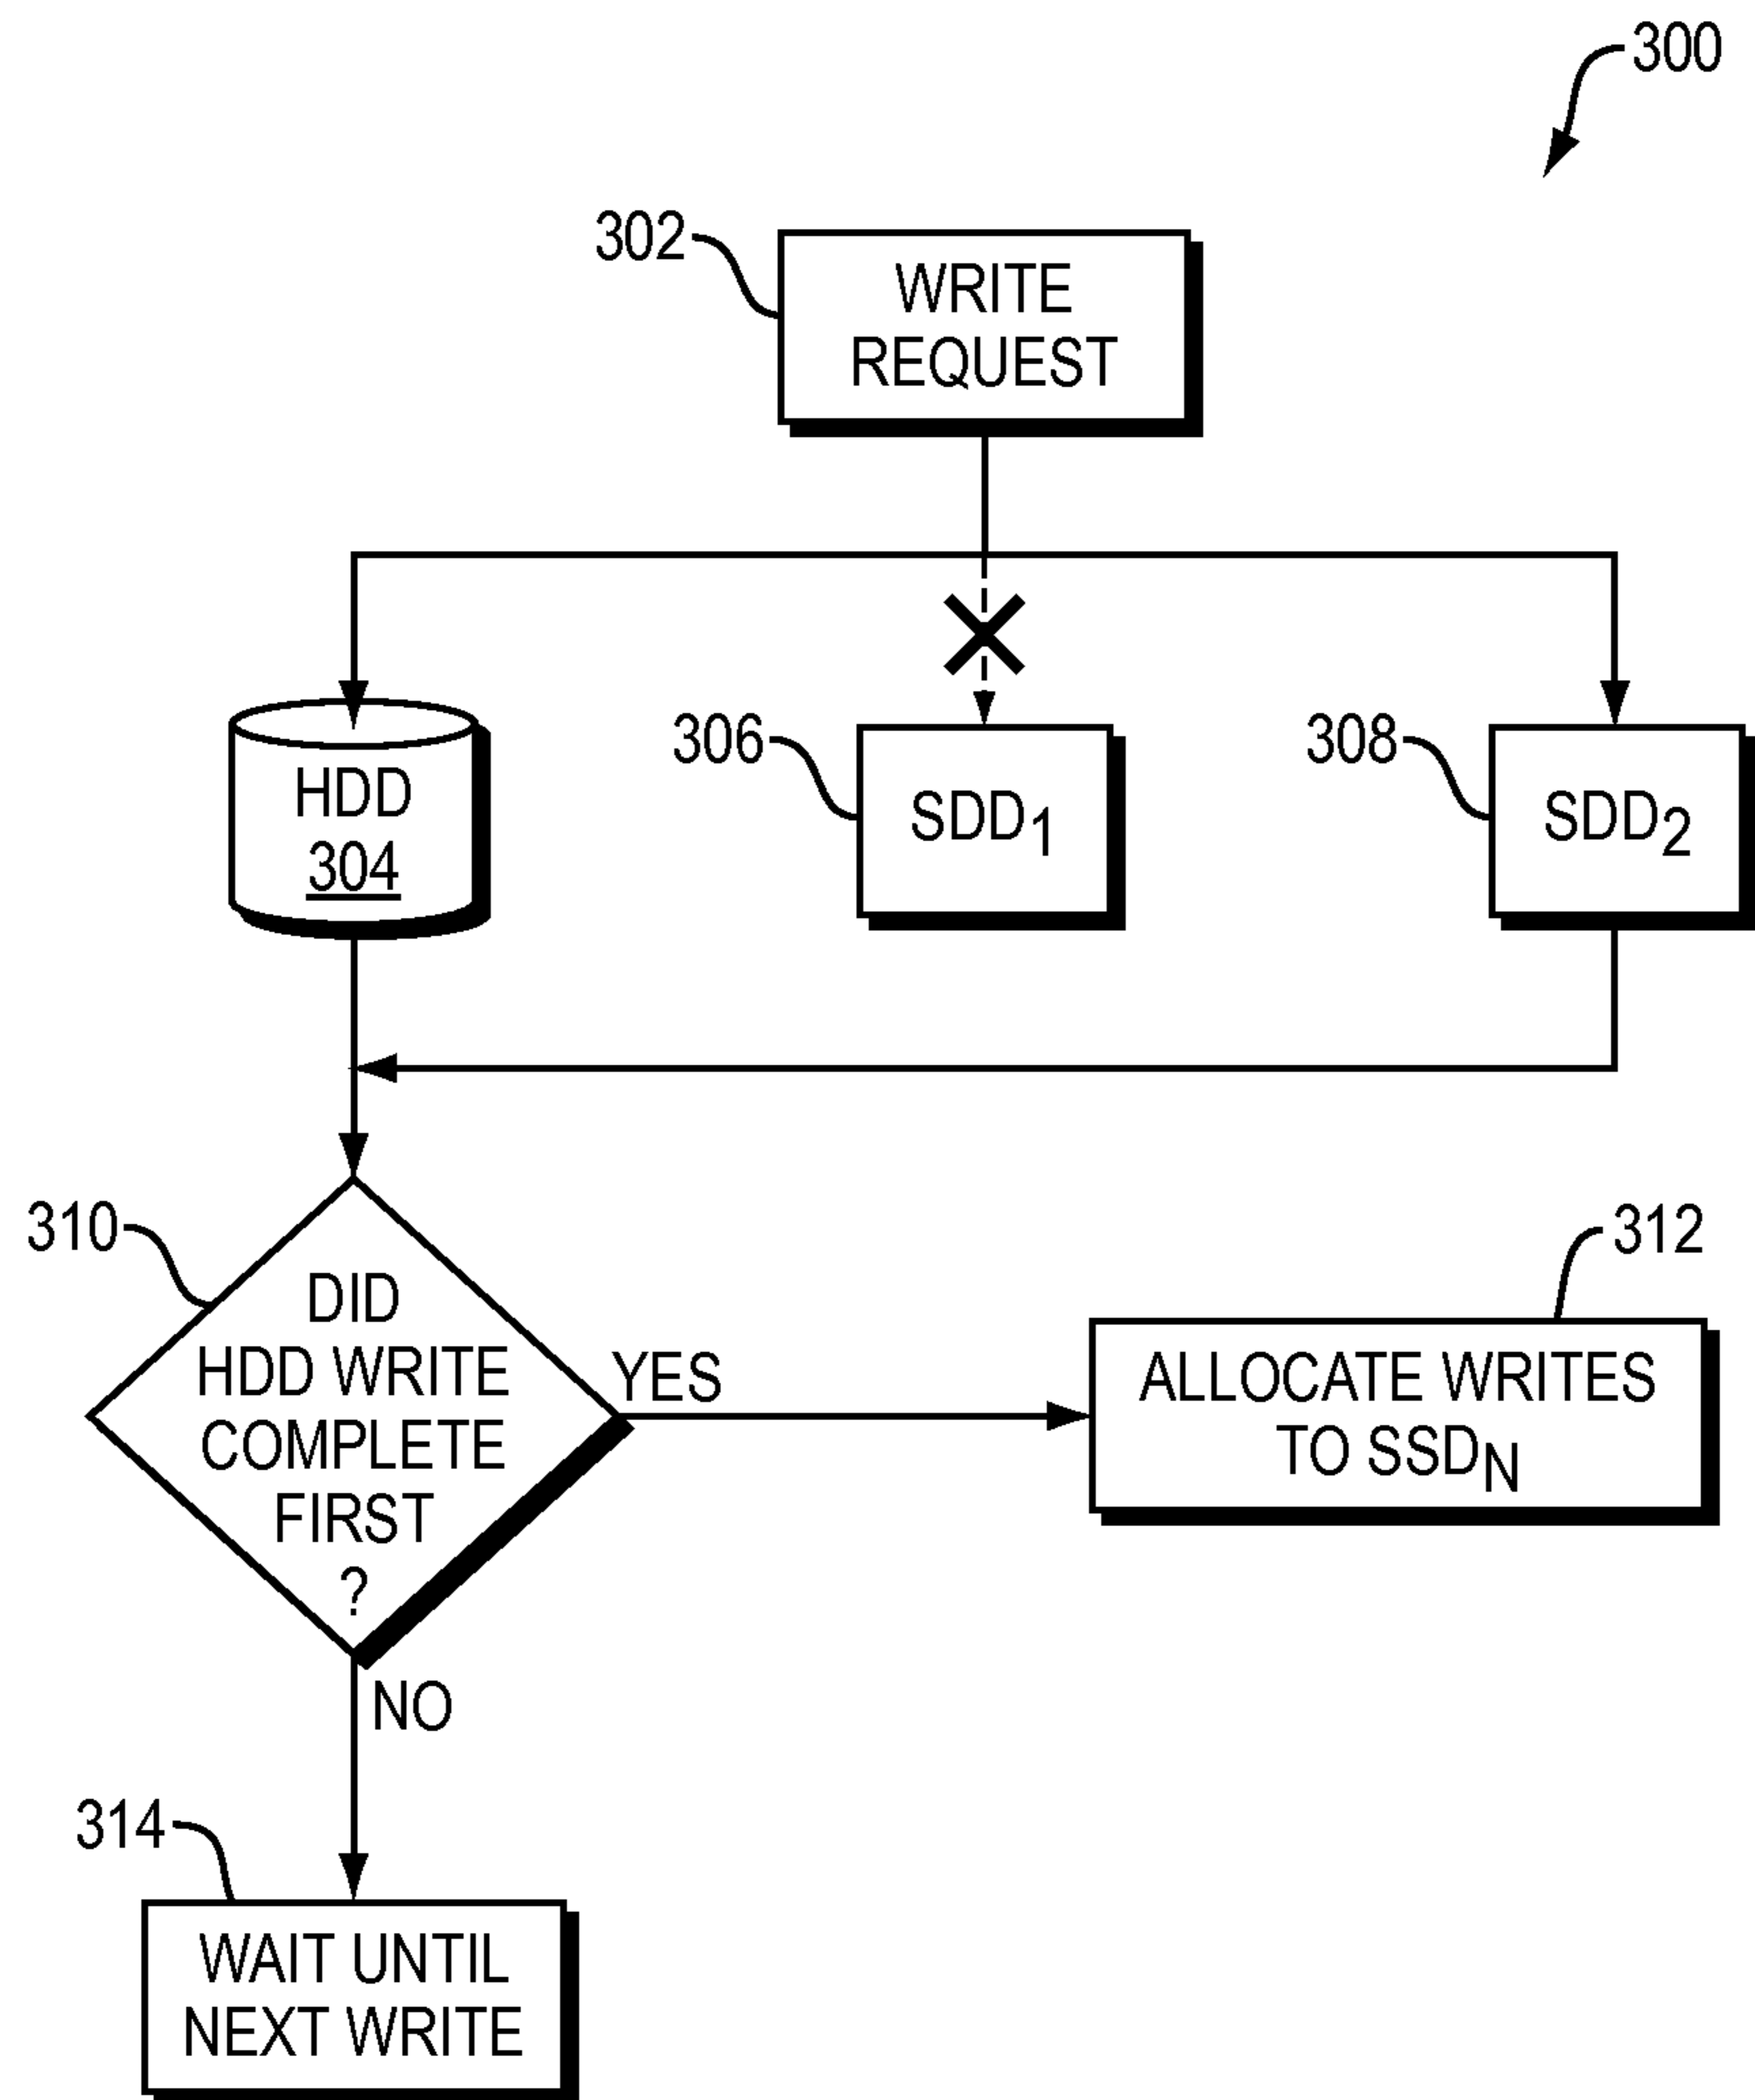 300
302
WRITE
REQUEST
306
308
HDD
304
SDD1
SDD2
310
312
DID
HDD WRITE
COMPLETE
FIRST
?
YES
ALLOCATE WRITES
TO SSDN
NO
314
WAIT UNTIL
NEXT WRITE